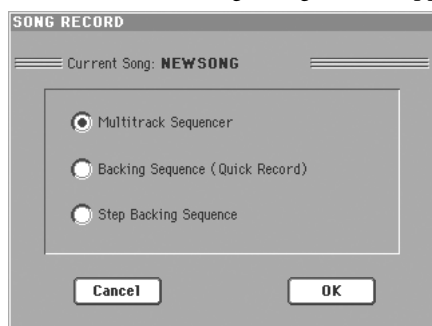 SONG RECORD
Current Song: NEWSONG
Multitrack Sequencer
Backing Sequence (Quick Record)
Step Backing Sequence
Cancel OK